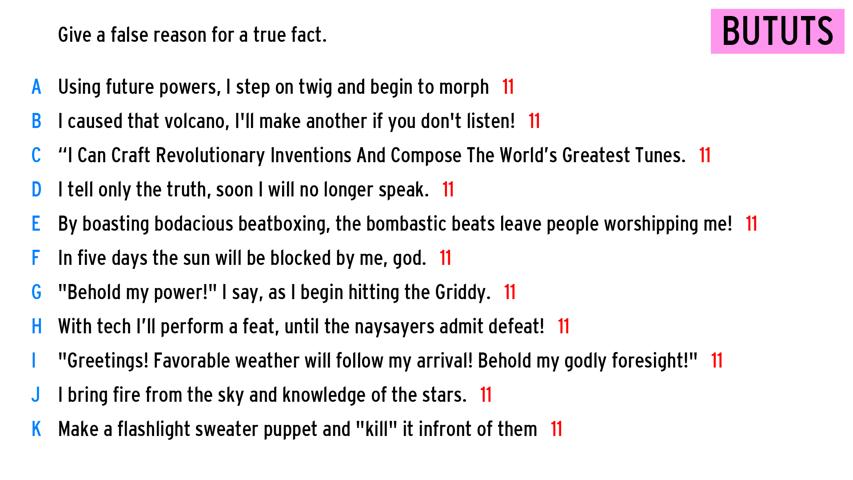 Give a false reason for a true fact.
BUTUTS
A Using future powers, I step on twig and begin to morph 11
B I caused that volcano, I'll make another if you don't listen! 11
C “I Can Craft Revolutionary Inventions And Compose The World’s Greatest Tunes. 11
D I tell only the truth, soon I will no longer speak. 11
E By boasting bodacious beatboxing, the bombastic beats leave people worshipping me! 11
F In five days the sun will be blocked by me, god. 11
G "Behold my power!" I say, as I begin hitting the Griddy. 11
H With tech I’ll perform a feat, until the naysayers admit defeat! 11
I "Greetings! Favorable weather will follow my arrival! Behold my godly foresight!" 11
J I bring fire from the sky and knowledge of the stars. 11
K Make a flashlight sweater puppet and "kill" it infront of them 11